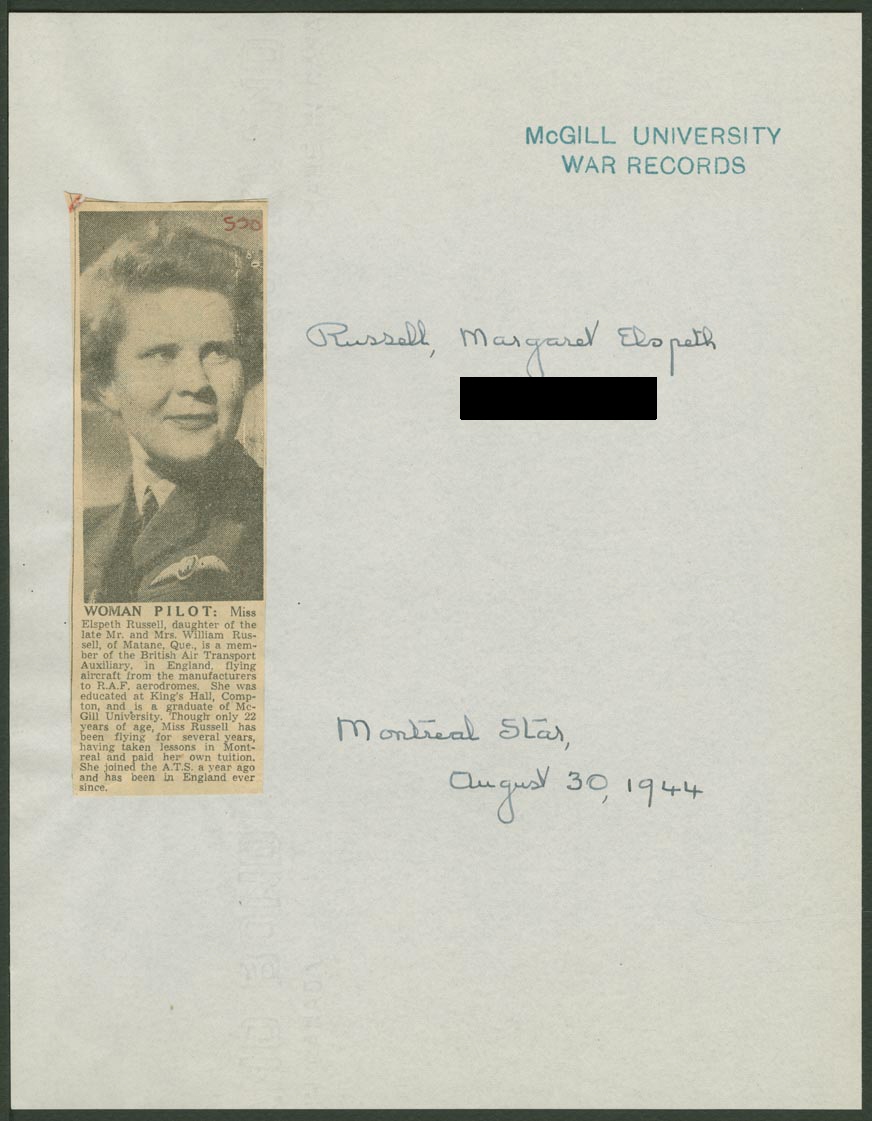 McGILL UNIVERSITY
WAR RECORDS
500
Russell, Margaret Elspeth
WOMAN PILOT: Miss
Elspeth Russell, daughter of the
late Mr. and Mrs. William Rus-
sell, of Matane, Que., is a mem-
ber of the British Air Transport
Auxiliary, in England, flying
aircraft from the manufacturers
to R.A.F. aerodromes. She was
educated at King's Hall, Comp-
ton, and is a graduate of Mc-
Gill University. Though only 22
years of age, Miss Russell has
been flying for several years,
having taken lessons in Mont-
real and paid her own tuition.
She joined the A.T.S. a year ago
and has been in England ever
since.
Montreal Star,
August 30, 1944